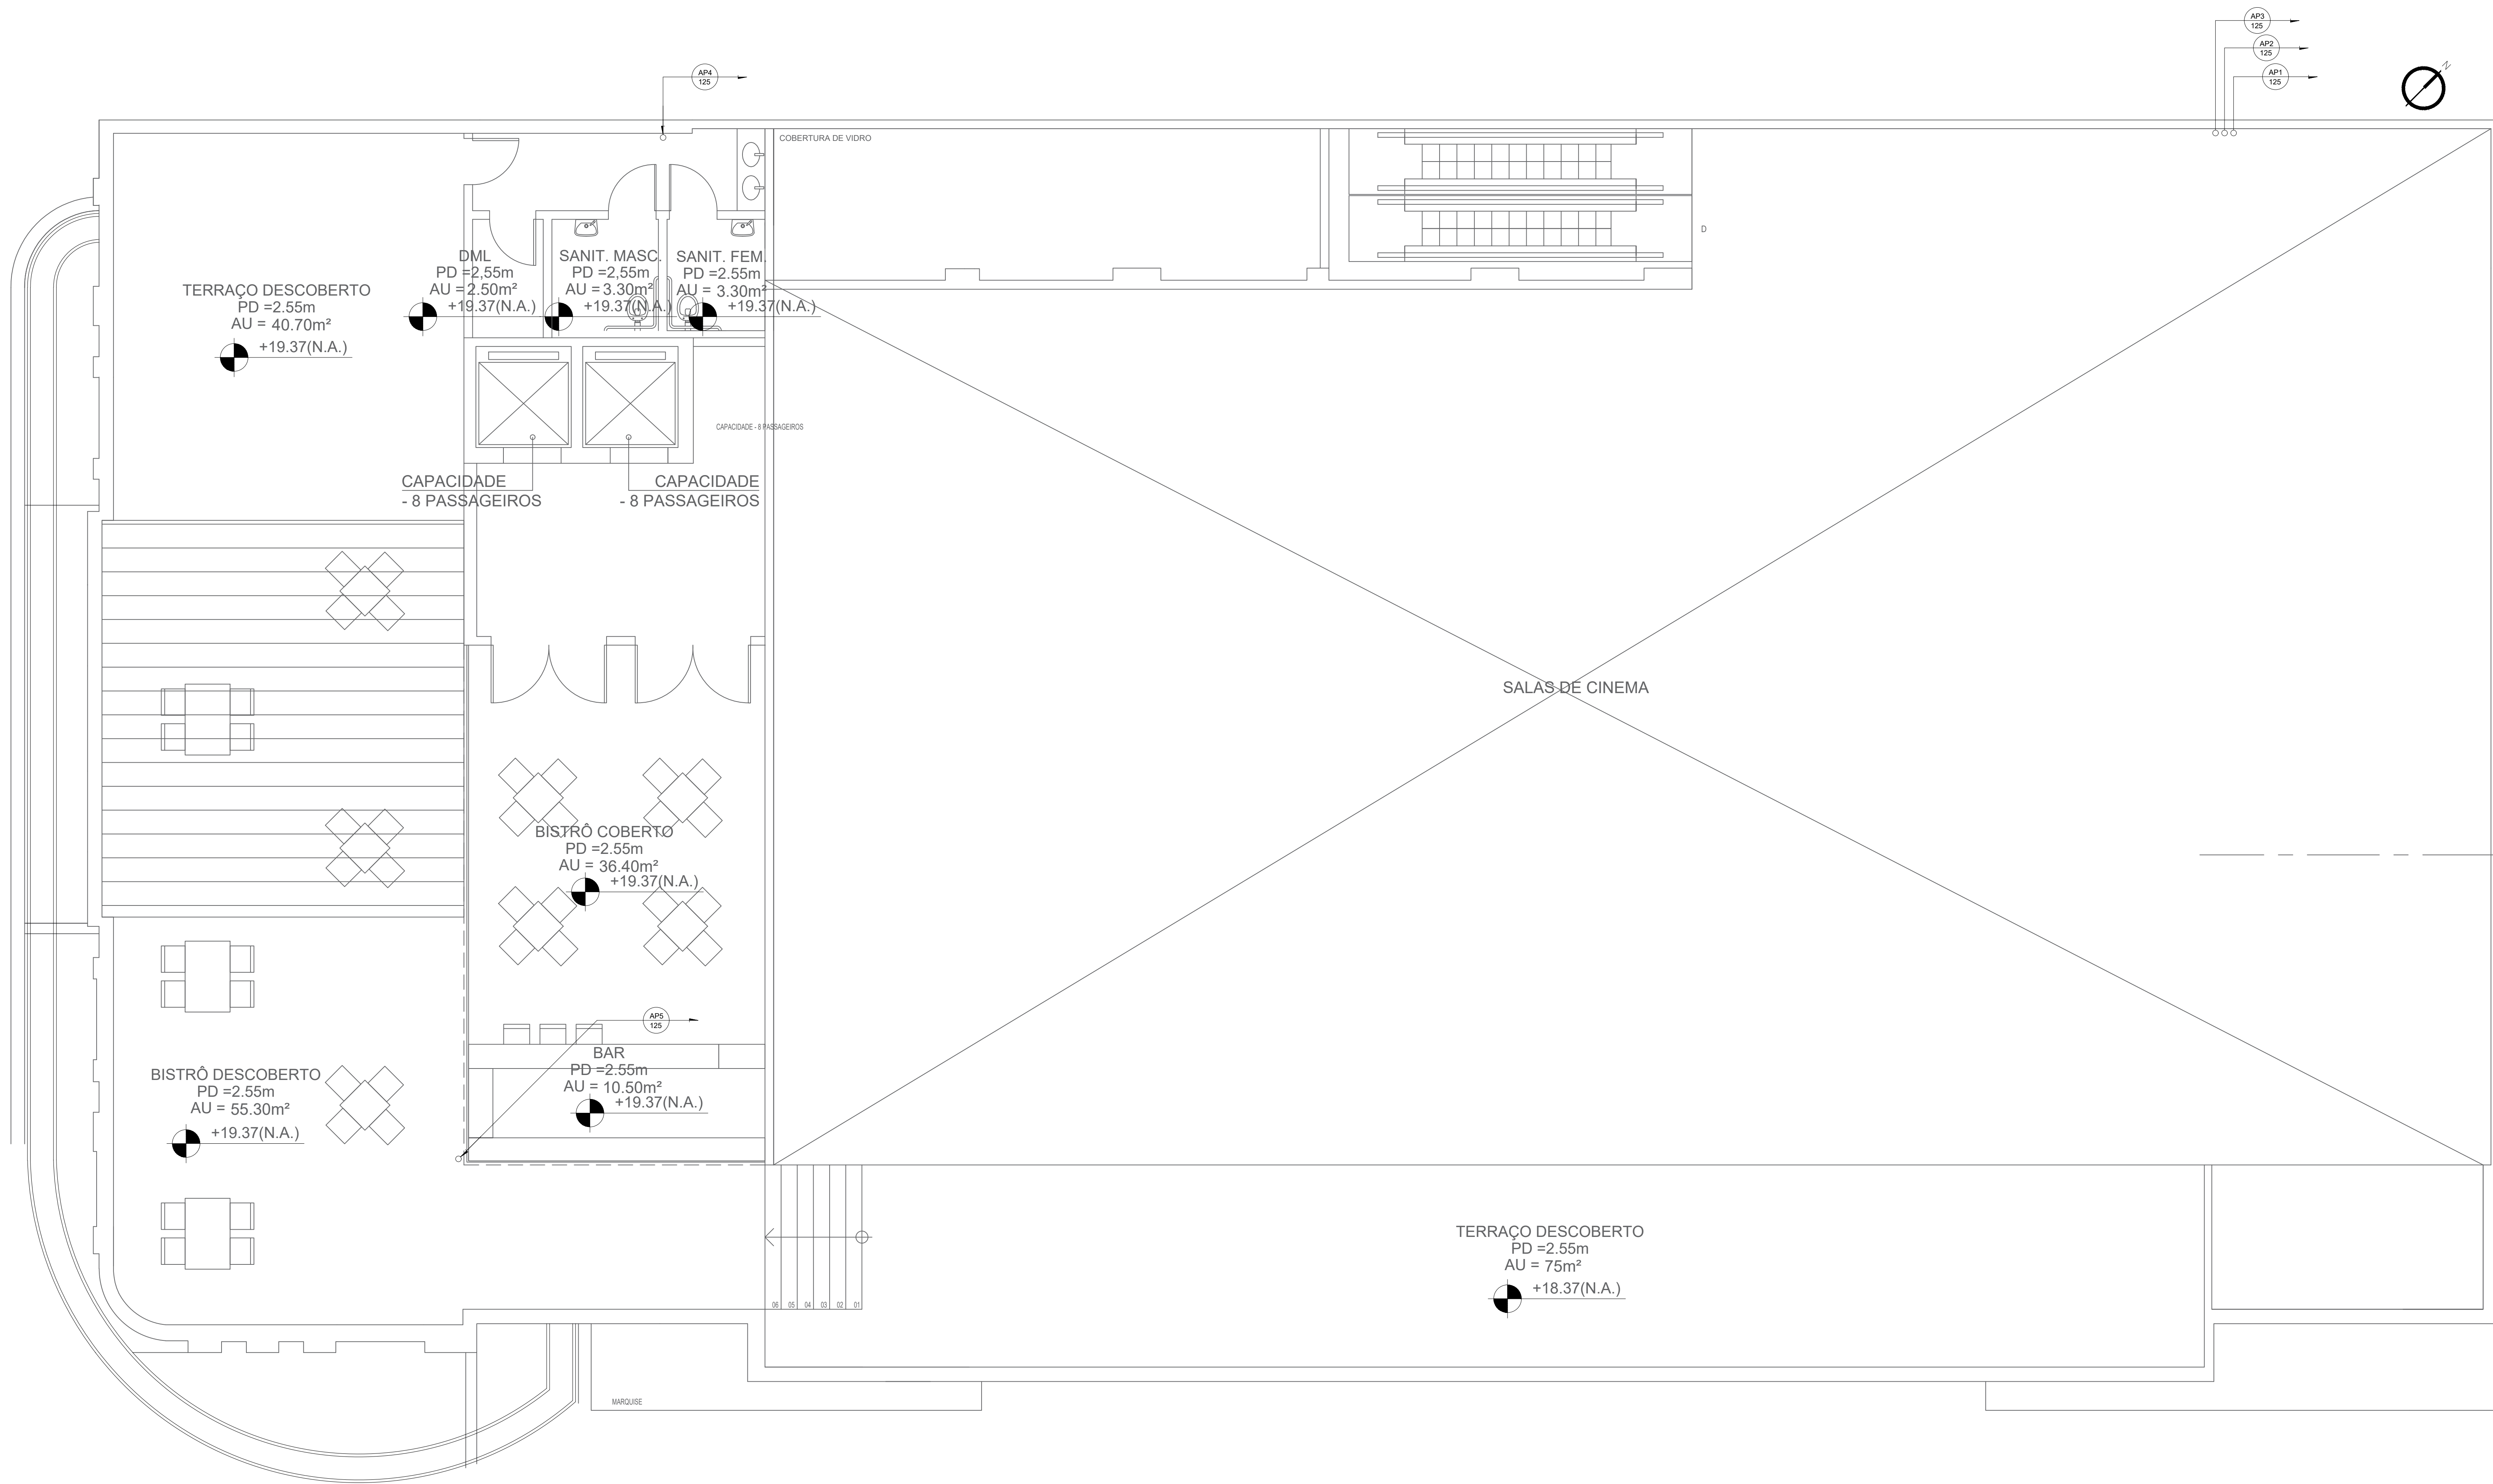 AP3
125
AP2
125
AP1
125
N
AP4
125
COBERTURA DE VIDRO
D
DML
PD =2,55m
AU = 2.50m²
+19.37(N.A.)
SANIT. MASC.
PD =2,55m
AU = 3.30m²
+19.37(N.A.)
SANIT. FEM.
PD =2.55m
AU = 3.30m²
+19.37(N.A.)
TERRAÇO DESCOBERTO
PD =2.55m
AU = 40.70m²
+19.37(N.A.)
CAPACIDADE - 8 PASSAGEIROS
CAPACIDADE
- 8 PASSAGEIROS
CAPACIDADE
- 8 PASSAGEIROS
SALAS DE CINEMA
BISTRÔ COBERTO
PD =2.55m
AU = 36.40m²
+19.37(N.A.)
AP5
125
BAR
PD =2.55m
AU = 10.50m²
+19.37(N.A.)
BISTRÔ DESCOBERTO
PD =2.55m
AU = 55.30m²
+19.37(N.A.)
TERRAÇO DESCOBERTO
PD =2.55m
AU = 75m²
+18.37(N.A.)
06 05 04 03 02 01
MARQUISE